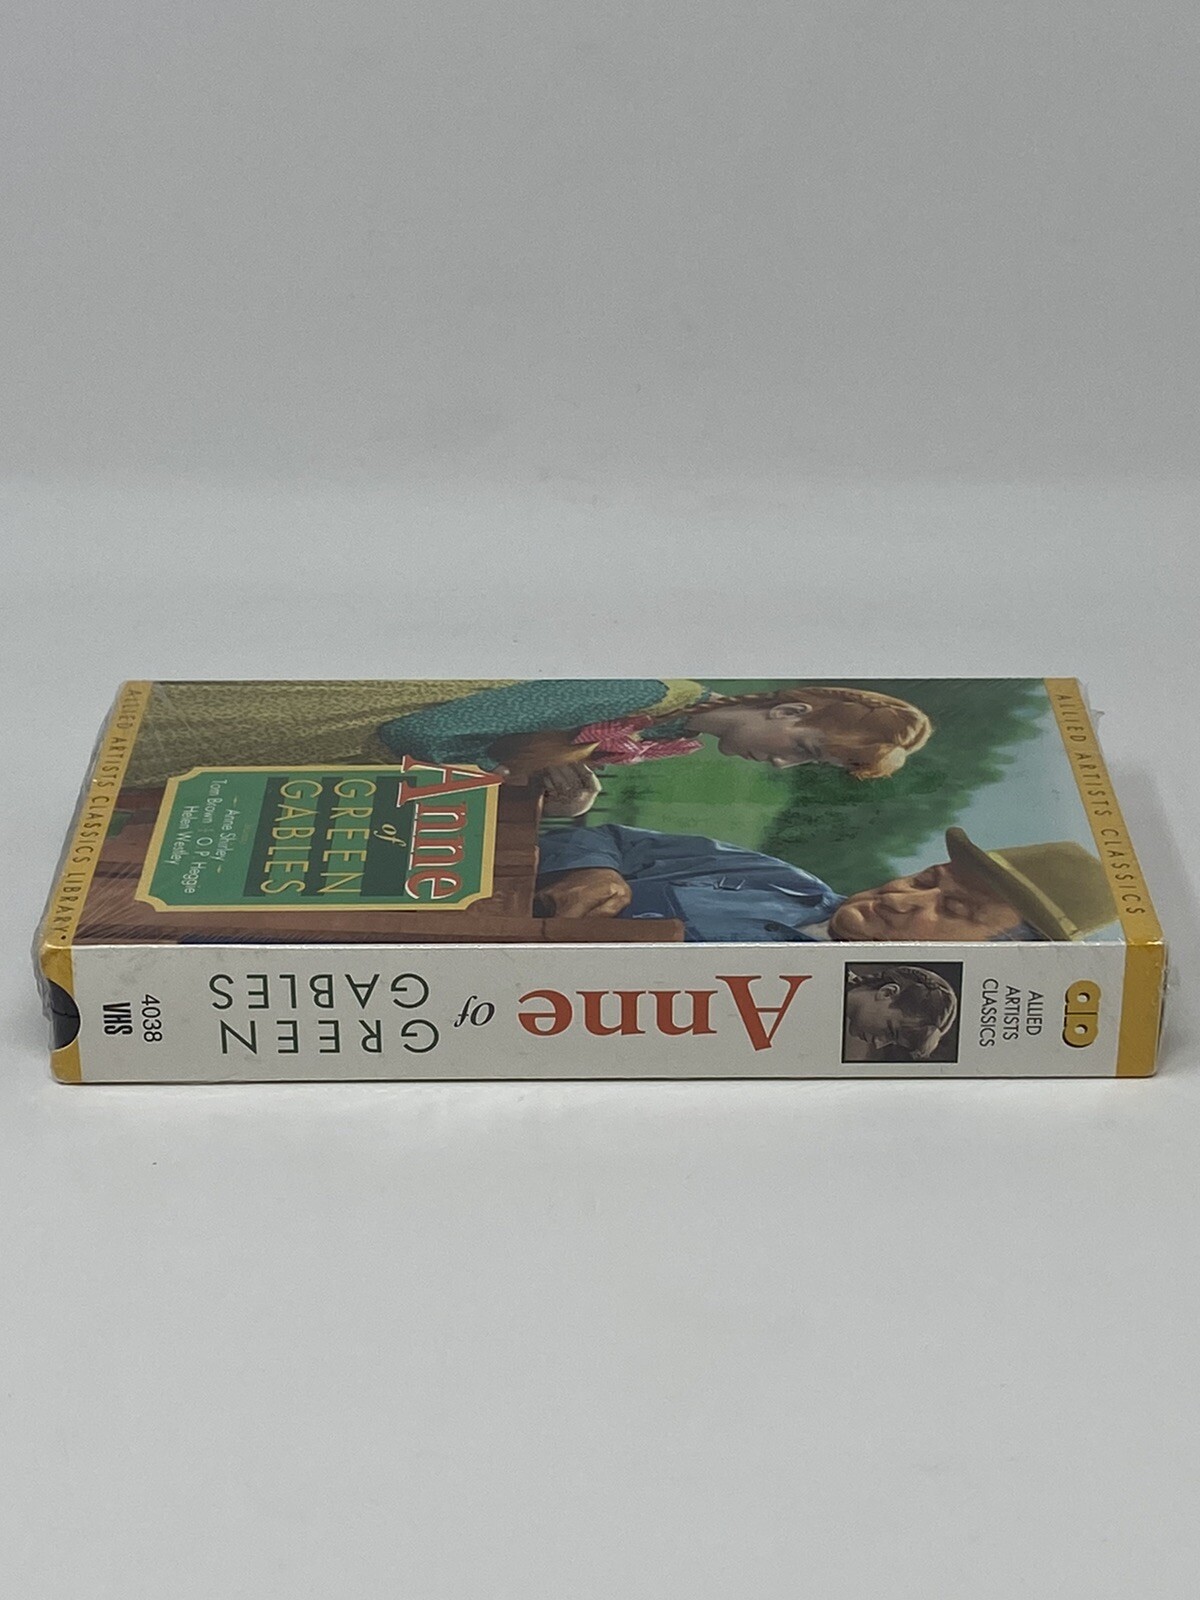 ALLIED ARTISTS CLASSICS
Anne
of
GREEN
GABLES
Anne Shirley
Tom Brown O P Heggie
Helen Westley
ALLIED ARTISTS CLASSICS LIBRARY
ALLIED
ARTISTS
CLASSICS
Anne
of
GREEN
GABLES
4038
VHS